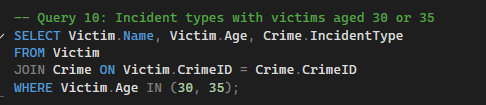 -- Query 10: Incident types with victims aged 30 or 35
SELECT Victim.Name, Victim.Age, Crime.IncidentType
FROM Victim
JOIN Crime ON Victim.CrimeID = Crime.CrimeID
WHERE Victim.Age IN (30, 35);